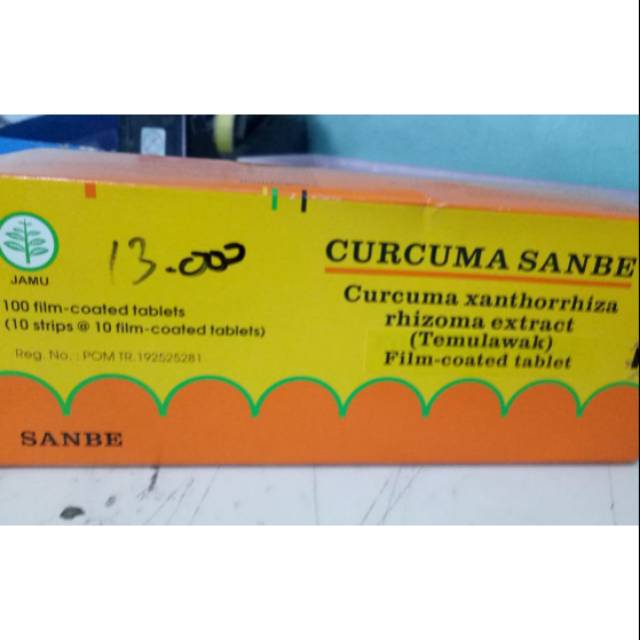 JAMU
13.000
CURCUMA SANBE
Curcuma xanthorrhiza
rhizoma extract
(Temulawak)
Film-coated tablet
100 film-coated tablets
(10 strips @ 10 film-coated tablets)
Reg. No. : POM TR. 192525281
SANBE